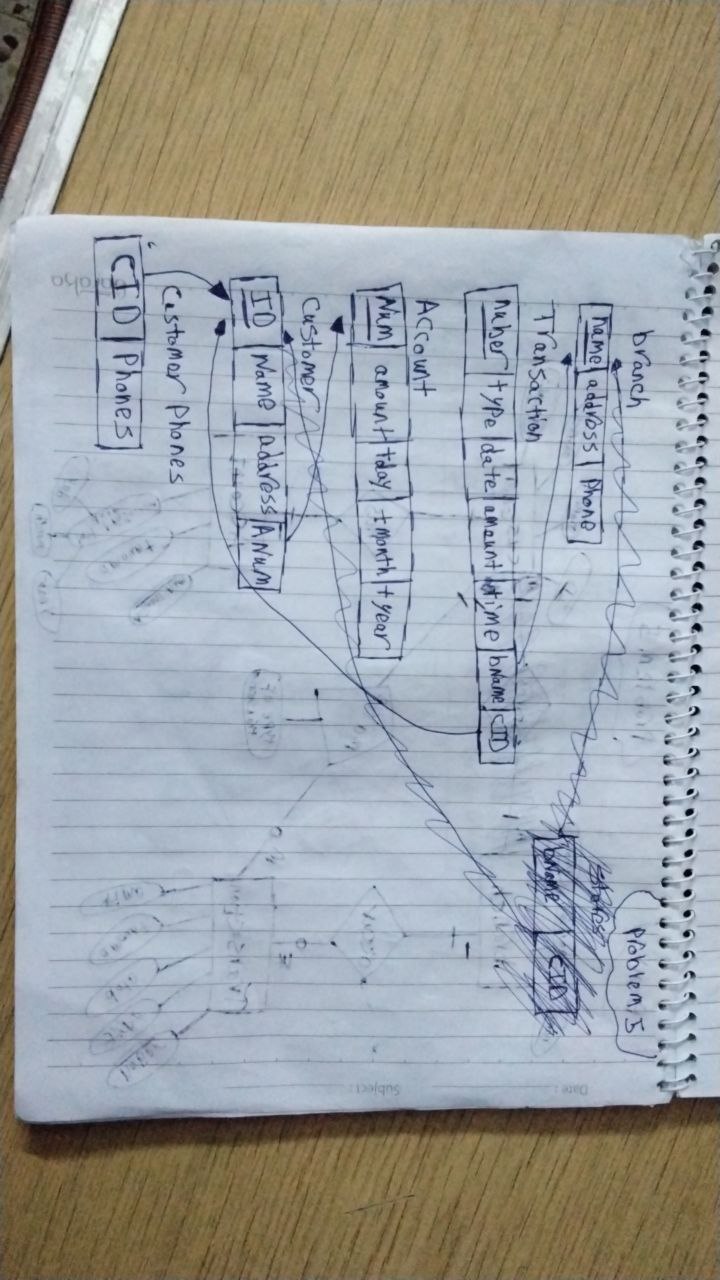 Problem 5
branch
name address Phone
bName CID
Transaction
nuber type date amount time bName CID
Account
Num amount tday tmonth tyear
Customer
ID Name address ANum
Customer Phones
CID Phones
Date:
Subject: